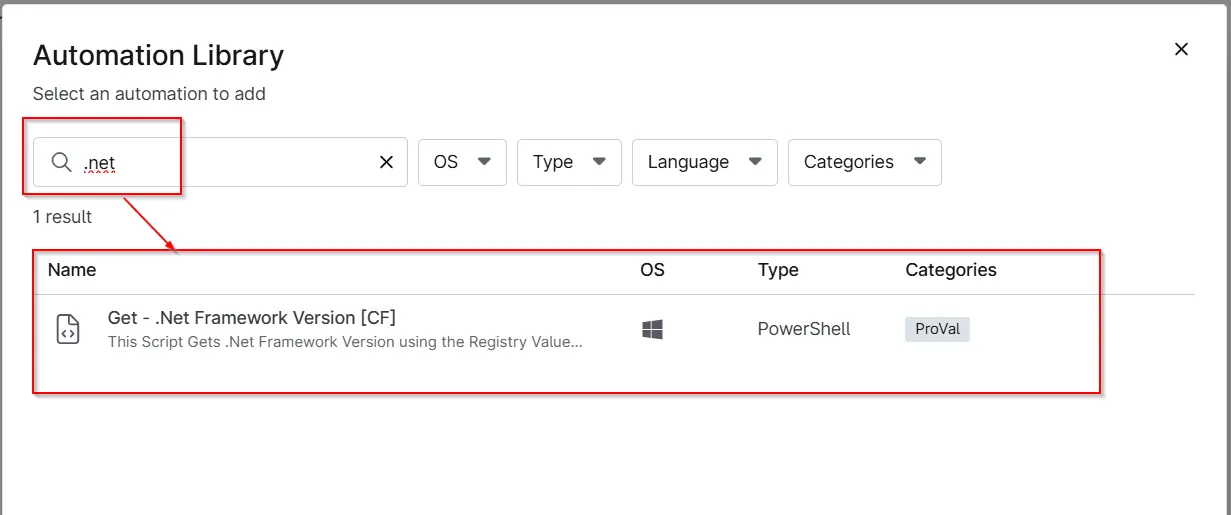 Automation Library
Select an automation to add
.net
OS
Type
Language
Categories
1 result
Name OS Type Categories
Get - .Net Framework Version [CF]
This Script Gets .Net Framework Version using the Registry Value...
PowerShell
ProVal